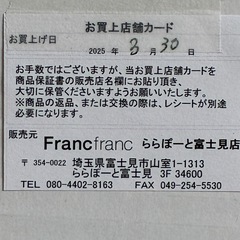 お買上店舗カード
お買上げ日
2025 年 3 月 30 日
お手数ではございますが、当お買上店舗カードを
商品保証書の販売店名欄にお貼りいただき、
大切に保管くださいますようお願いいたします。
※商品の返品、または交換の際は、レシートが別途
必要になります。
販売元
Francfranc ららぽーと富士見店
〒 354-0022 埼玉県富士見市山室1-1313
ららぽーと富士見 3F 34600
TEL 080-4402-8163 FAX 049-254-5530